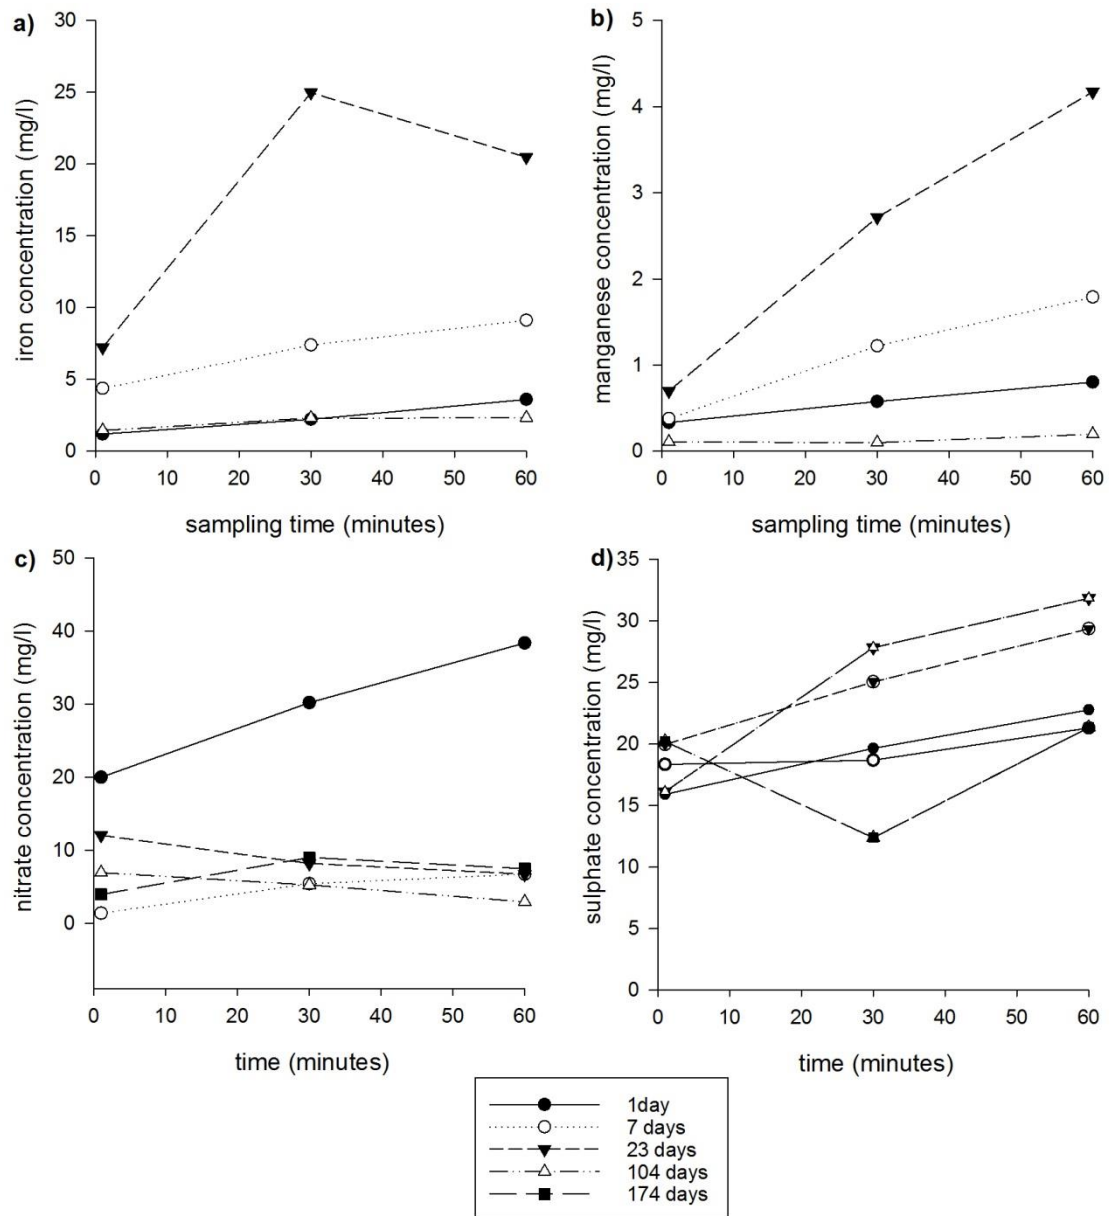 a)
iron concentration (mg/l)
30
25
20
15
10
5
0
0 10 20 30 40 50 60
sampling time (minutes)
b)
manganese concentration (mg/l)
5
4
3
2
1
0
0 10 20 30 40 50 60
sampling time (minutes)
c)
nitrate concentration (mg/l)
50
40
30
20
10
0
0 10 20 30 40 50 60
time (minutes)
d)
sulphate concentration (mg/l)
35
30
25
20
15
10
5
0
0 10 20 30 40 50 60
time (minutes)
1day
7 days
23 days
104 days
174 days